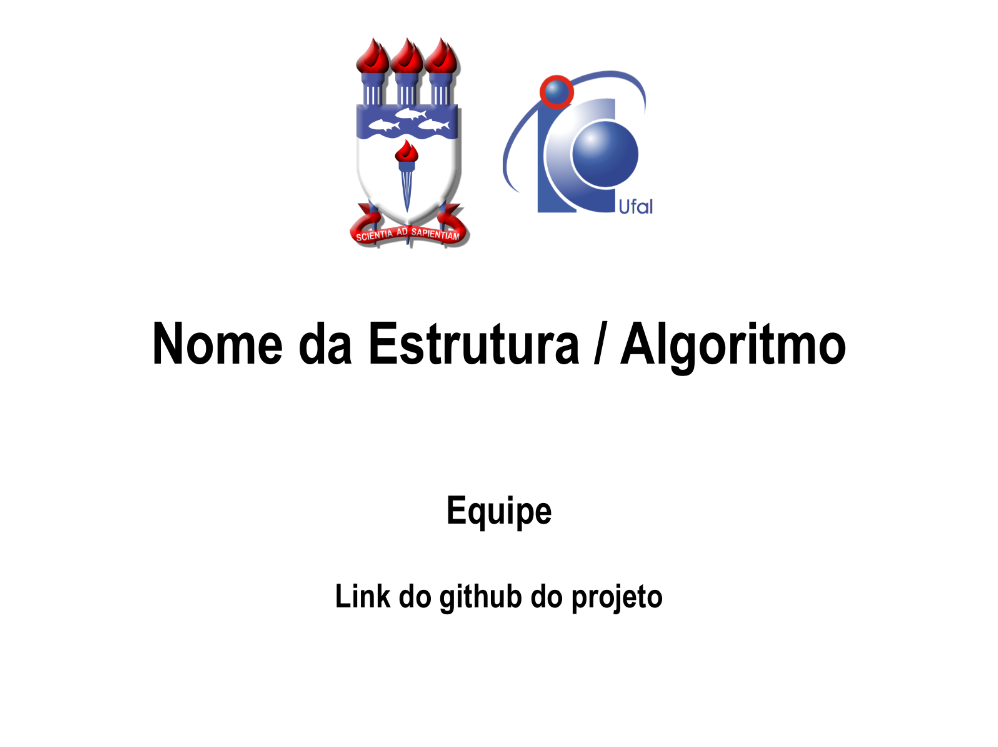 SCIENTIA AD SAPIENTIAM
Ufal
Nome da Estrutura / Algoritmo
Equipe
Link do github do projeto